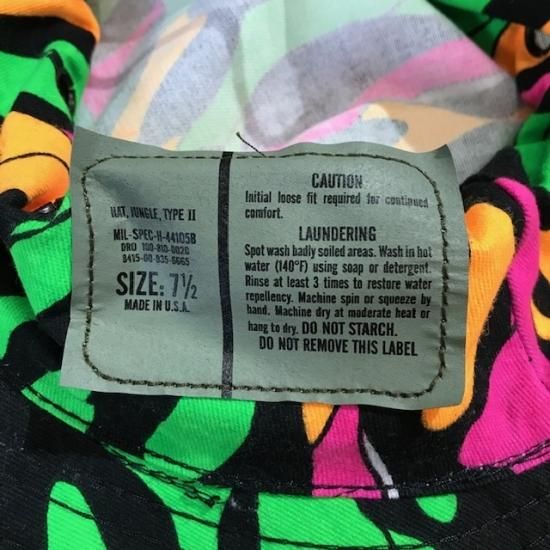 HAT, JUNGLE, TYPE II
MIL-SPEC-H-44105B
DRO 100-810-0020
8415-00-935-6665
SIZE: 7½
MADE IN U.S.A.
CAUTION
Initial loose fit required for continued
comfort.
LAUNDERING
Spot wash badly soiled areas. Wash in hot
water (140°F) using soap or detergent.
Rinse at least 3 times to restore water
repellency. Machine spin or squeeze by
hand. Machine dry at moderate heat or
hang to dry. DO NOT STARCH.
DO NOT REMOVE THIS LABEL